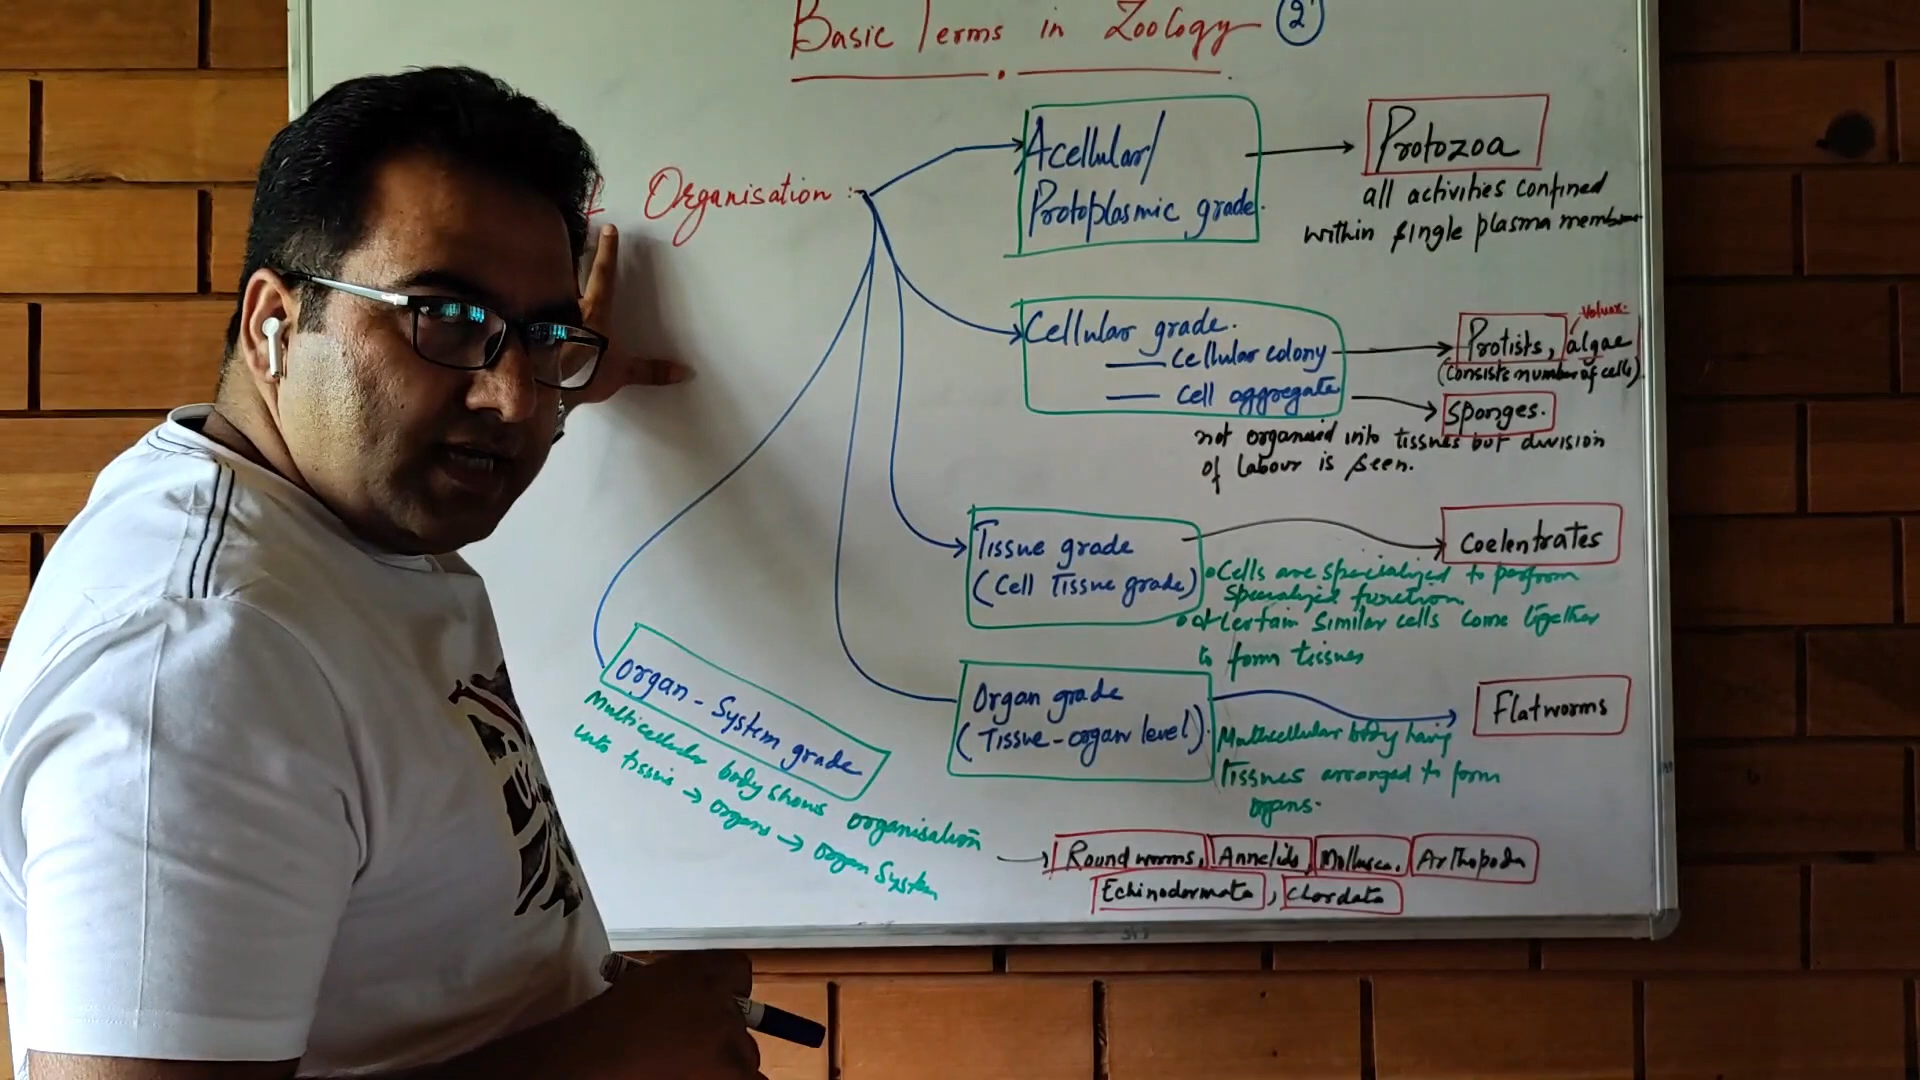 Basic Terms in Zoology 2
Organisation :-
Acellular/
Protoplasmic grade.
Protozoa
all activities confined
within single plasma membrane
Cellular grade.
— Cellular colony
— Cell aggregate
Volvox.
Protists, algae
(Consists number of cells).
Sponges.
not organised into tissues but division
of labour is seen.
Tissue grade
(Cell Tissue grade)
Coelentrates
• Cells are specialized to perform
specialized function
• Certain similar cells come together
to form tissues
Organ grade
(Tissue-organ level).
Flatworms
Multicellular body having
Tissues arranged to form
organs.
Organ-System grade
Multicellular body shows organisation
into tissues → organs → organ system
Round worms, Annelids, Mollusca, Arthopoda
Echinodermata, Chordata